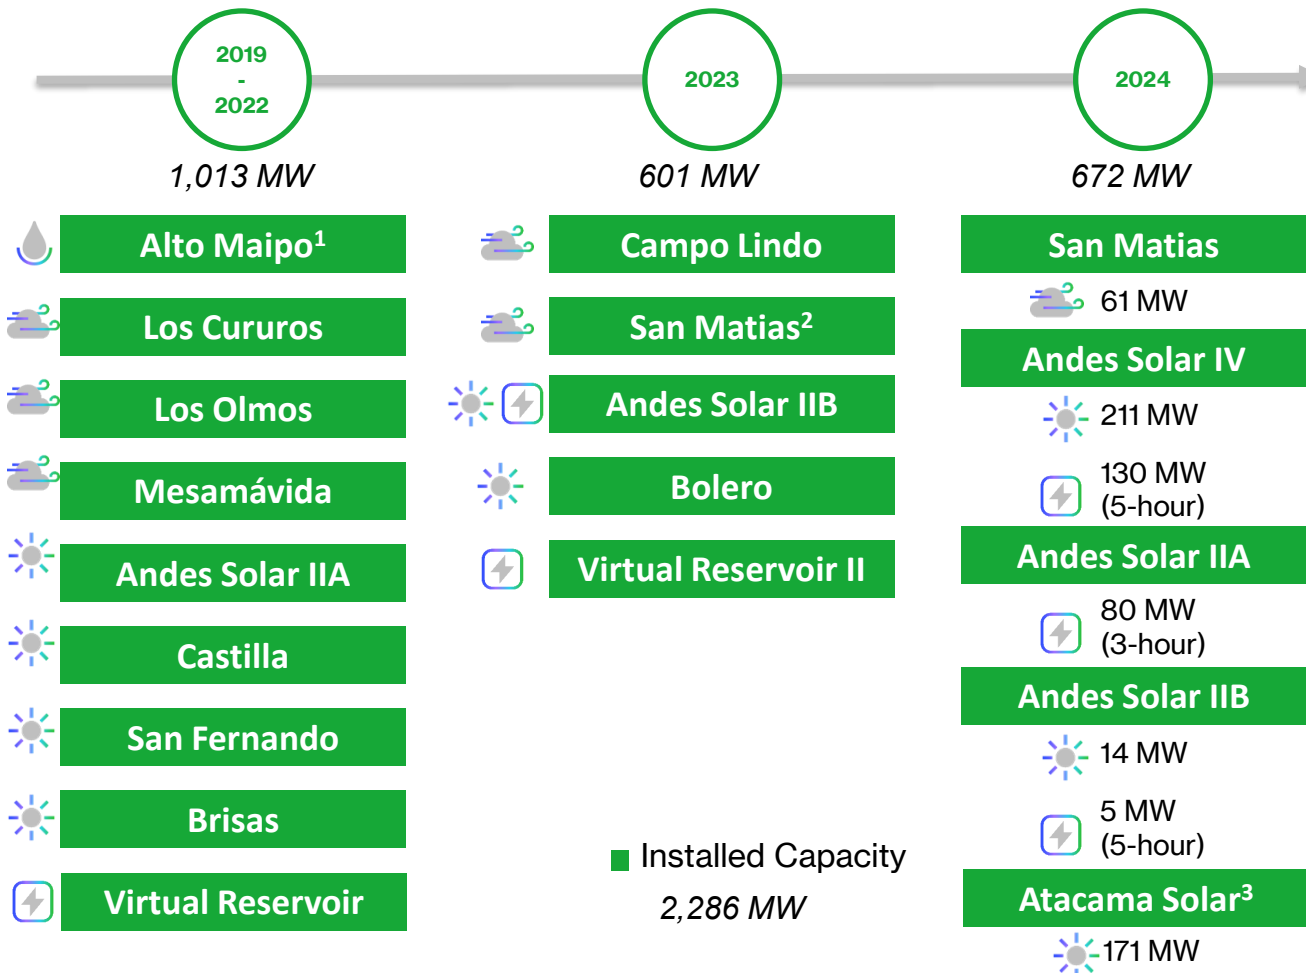 2019
-
2022
1,013 MW
Alto Maipo¹
Los Cururos
Los Olmos
Mesamávida
Andes Solar IIA
Castilla
San Fernando
Brisas
Virtual Reservoir
2023
601 MW
Campo Lindo
San Matias²
Andes Solar IIB
Bolero
Virtual Reservoir II
Installed Capacity
2,286 MW
2024
672 MW
San Matias
61 MW
Andes Solar IV
211 MW
130 MW
(5-hour)
Andes Solar IIA
80 MW
(3-hour)
Andes Solar IIB
14 MW
5 MW
(5-hour)
Atacama Solar³
171 MW